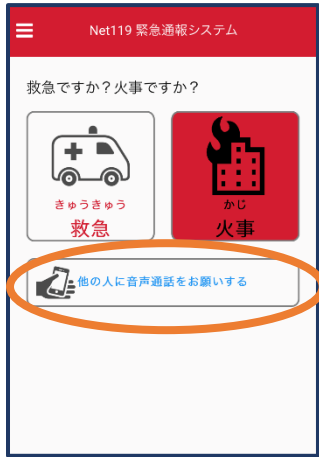 Net119 緊急通報システム
救急ですか？火事ですか？
きゅうきゅう
救急
かじ
火事
他の人に音声通話をお願いする